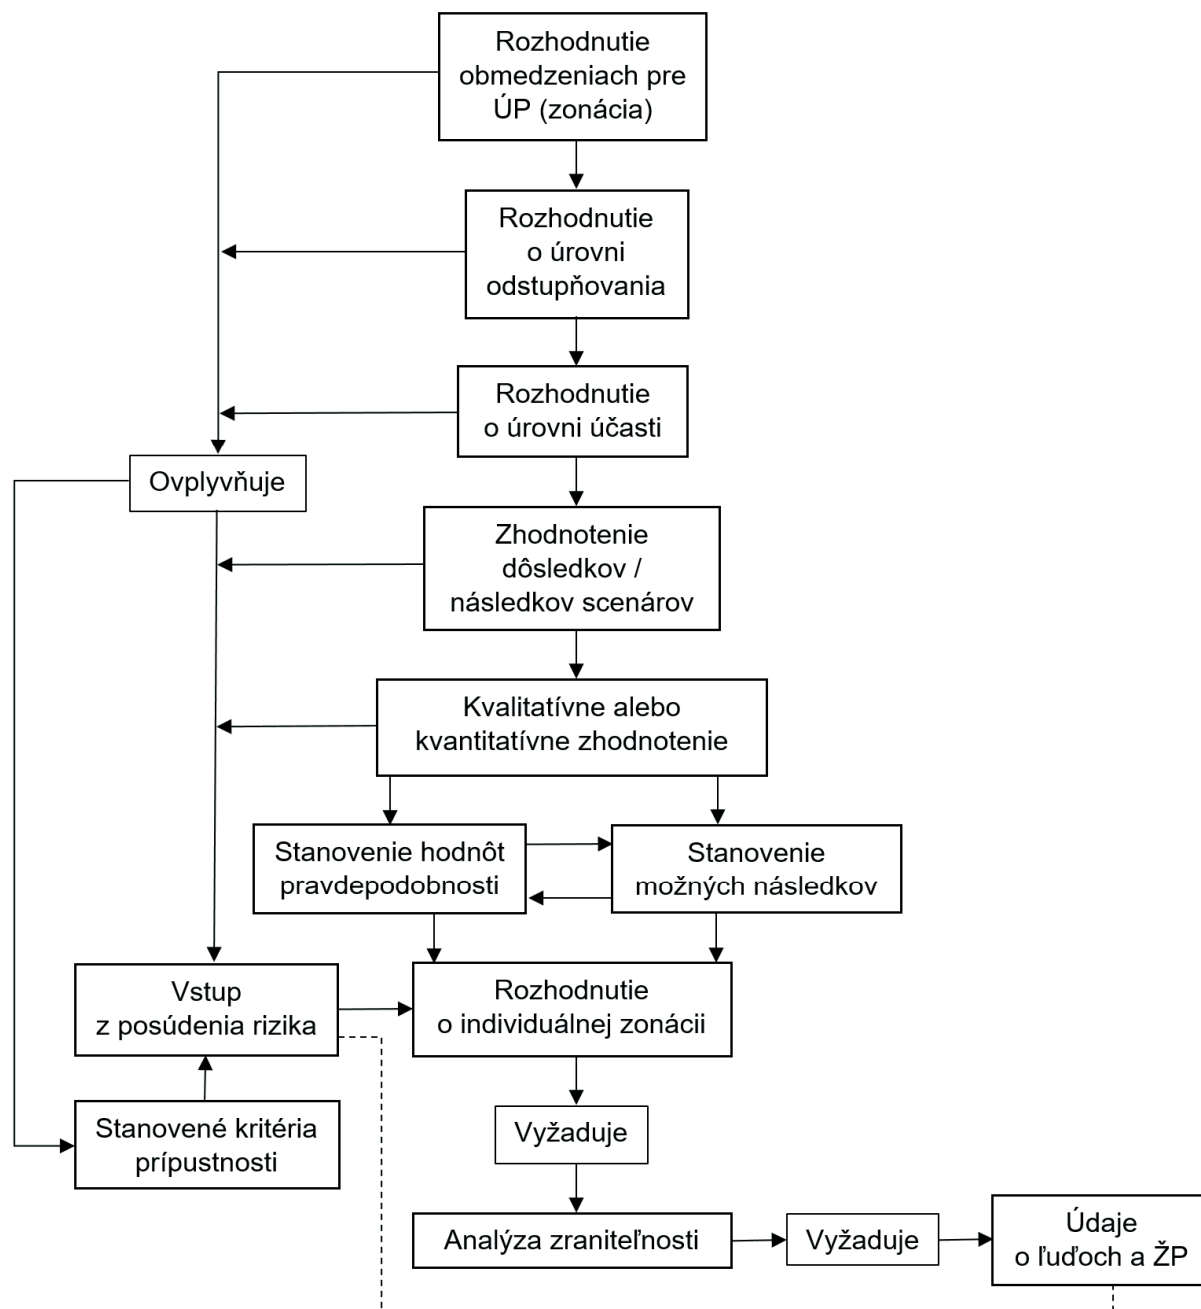 Rozhodnutie
obmedzeniach pre
ÚP (zonácia)
Rozhodnutie
o úrovni
odstupňovania
Rozhodnutie
o úrovni účasti
Ovplyvňuje
Zhodnotenie
dôsledkov /
následkov scenárov
Kvalitatívne alebo
kvantitatívne zhodnotenie
Stanovenie hodnôt
pravdepodobnosti
Stanovenie
možných následkov
Vstup
z posúdenia rizika
Rozhodnutie
o individuálnej zonácii
Stanovené kritéria
prípustnosti
Vyžaduje
Analýza zraniteľnosti
Vyžaduje
Údaje
o ľuďoch a ŽP